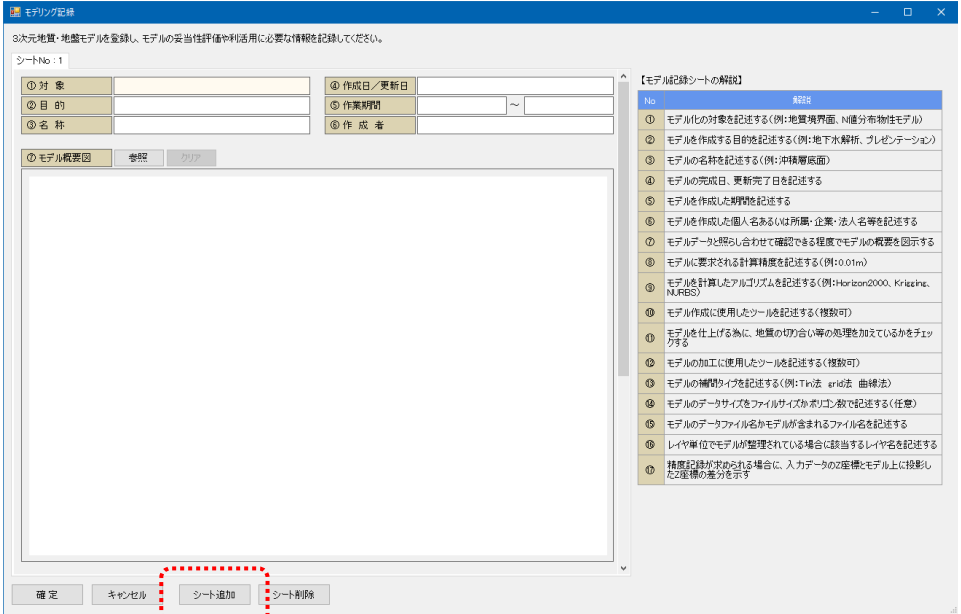 モデリング記録
3次元地質・地盤モデルを登録し、モデルの妥当性評価や利活用に必要な情報を記録してください。
シートNo：1
①対 象
④作成日／更新日
②目 的
⑤作業期間
～
③名 称
⑥作 成 者
⑦モデル概要図
参照
クリア
【モデル記録シートの解説】
No 解説
① モデル化の対象を記述する(例：地質境界面、N値分布物性モデル)
② モデルを作成する目的を記述する(例：地下水解析、プレゼンテーション)
③ モデルの名称を記述する(例：沖積層底面)
④ モデルの完成日、更新完了日を記述する
⑤ モデルを作成した期間を記述する
⑥ モデルを作成した個人名あるいは所属・企業・法人名等を記述する
⑦ モデルデータと照らし合わせて確認できる程度でモデルの概要を図示する
⑧ モデルに要求される計算精度を記述する(例：0.01m)
⑨ モデルを計算したアルゴリズムを記述する(例：Horizon2000、Krigging、
NURBS)
⑩ モデル作成に使用したツールを記述する(複数可)
⑪ モデルを仕上げる為に、地質の切り合い等の処理を加えているかをチェッ
クする
⑫ モデルの加工に使用したツールを記述する(複数可)
⑬ モデルの補間タイプを記述する(例：Tin法 grid法 曲線法)
⑭ モデルのデータサイズをファイルサイズかポリゴン数で記述する(任意)
⑮ モデルのデータファイル名かモデルが含まれるファイル名を記述する
⑯ レイヤ単位でモデルが整理されている場合に該当するレイヤ名を記述する
⑰ 精度記録が求められる場合に、入力データのZ座標とモデル上に投影し
たZ座標の差分を示す
確 定
キャンセル
シート追加
シート削除